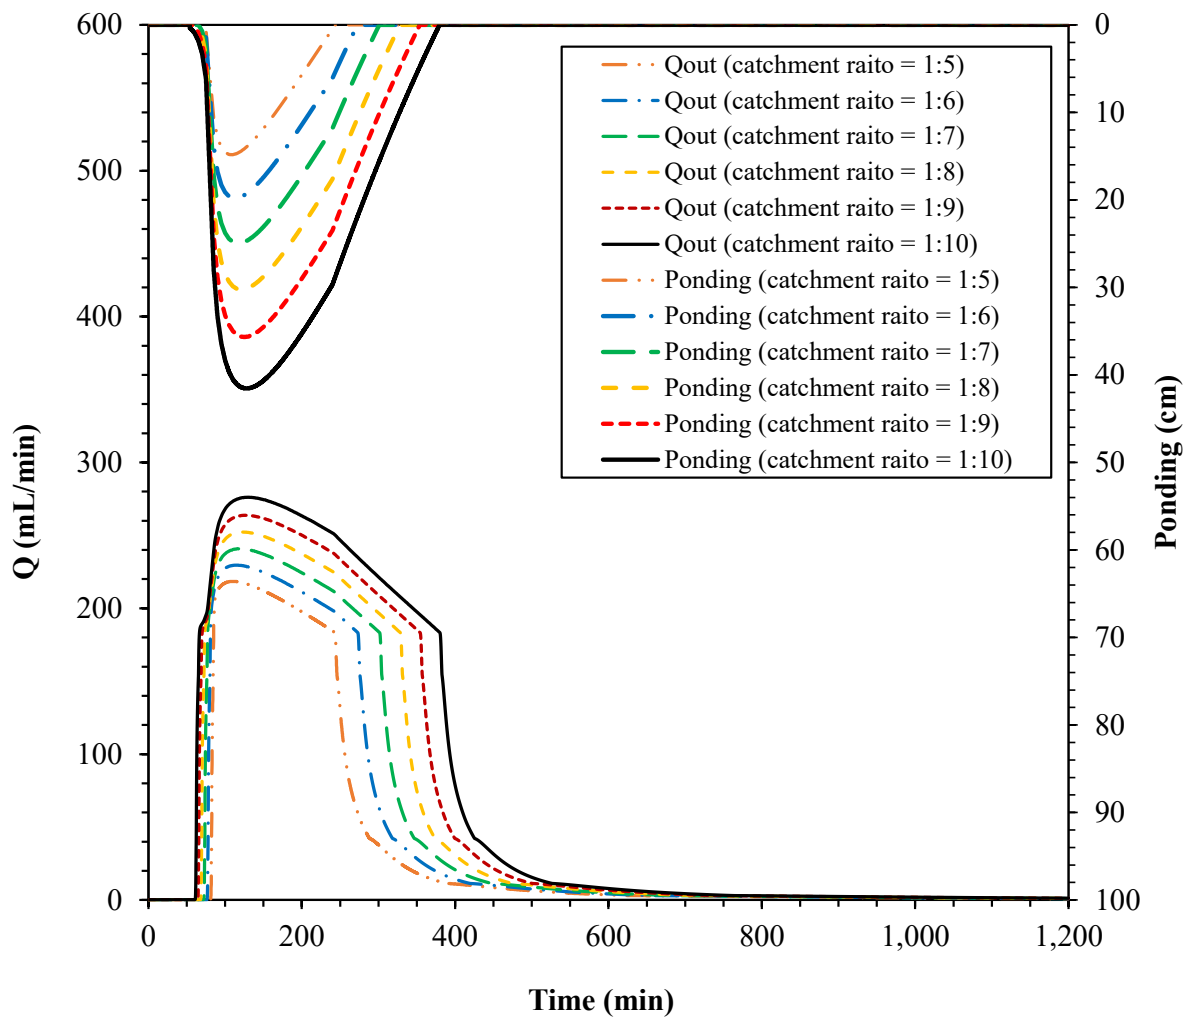 600
500
400
300
200
100
0
Q (mL/min)
0
10
20
30
40
50
60
70
80
90
100
Ponding (cm)
Qout (catchment raito = 1:5)
Qout (catchment raito = 1:6)
Qout (catchment raito = 1:7)
Qout (catchment raito = 1:8)
Qout (catchment raito = 1:9)
Qout (catchment raito = 1:10)
Ponding (catchment raito = 1:5)
Ponding (catchment raito = 1:6)
Ponding (catchment raito = 1:7)
Ponding (catchment raito = 1:8)
Ponding (catchment raito = 1:9)
Ponding (catchment raito = 1:10)
0 200 400 600 800 1,000 1,200
Time (min)